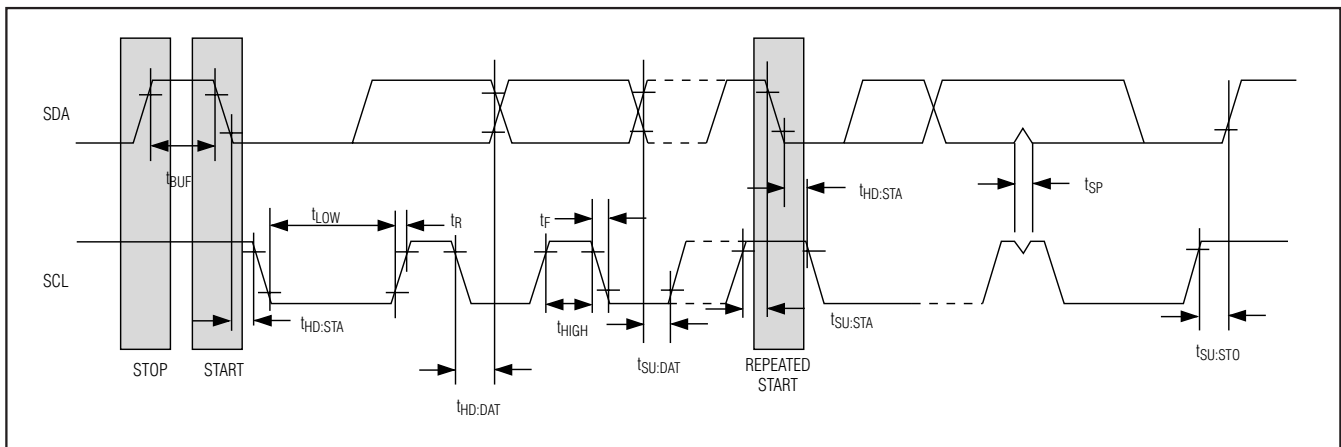 SDA
tBUF
tHD:STA
tSP
tLOW
tR
tF
SCL
tHD:STA
tHIGH
tSU:DAT
tSU:STA
tSU:STO
STOP
START
REPEATED
START
tHD:DAT